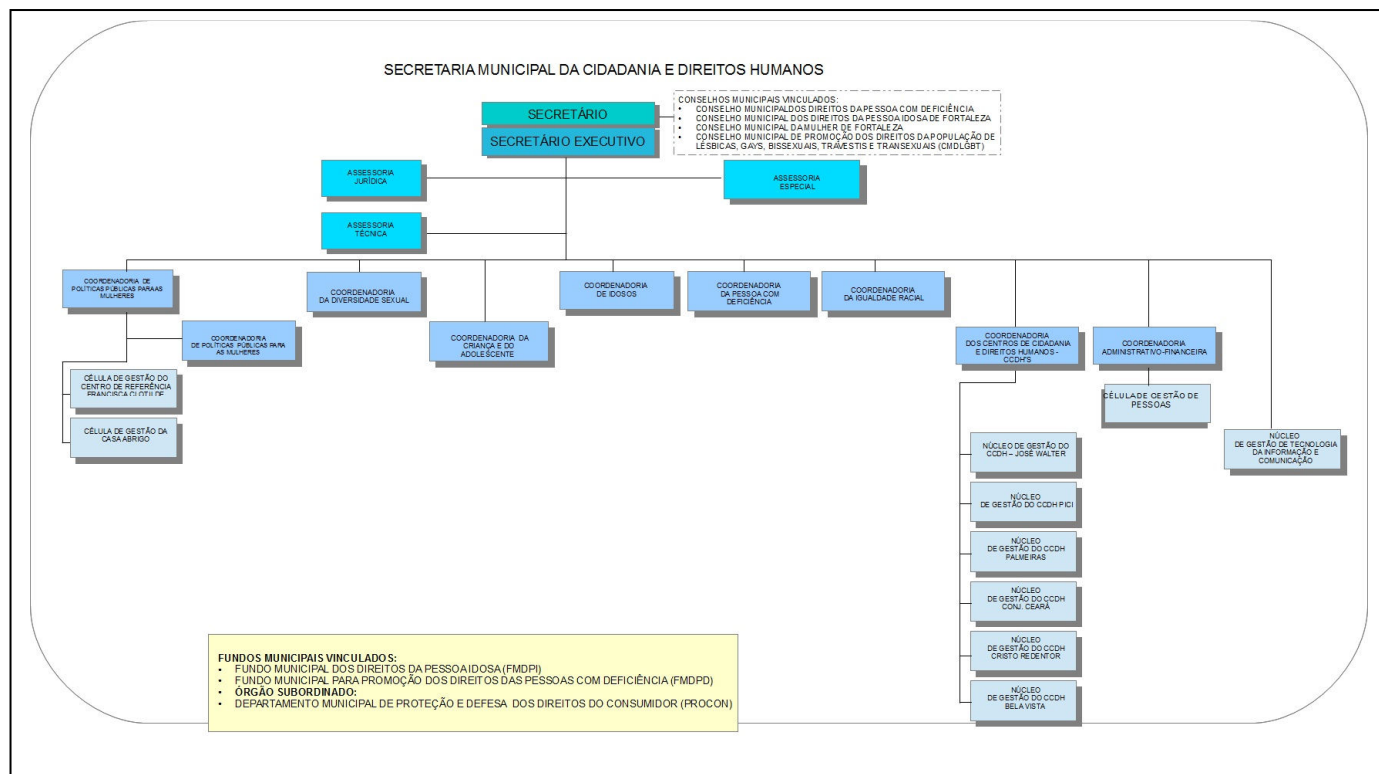 SECRETARIA MUNICIPAL DA CIDADANIA E DIREITOS HUMANOS
SECRETÁRIO
SECRETÁRIO EXECUTIVO
CONSELHOS MUNICIPAIS VINCULADOS:
• CONSELHO MUNICIPALDOS DIREITOS DA PESSOA COM DEFICIÊNCIA
• CONSELHO MUNICIPAL DOS DIREITOS DA PESSOA IDOSA DE FORTALEZA
• CONSELHO MUNICIPAL DA MULHER DE FORTALEZA
• CONSELHO MUNICIPAL DE PROMOÇÃO DOS DIREITOS DA POPULAÇÃO DE
LÉSBICAS, GAYS, BISSEXUAIS, TRAVESTIS E TRANSEXUAIS (CMDLGBT)
ASSESSORIA
JURÍDICA
ASSESSORIA
ESPECIAL
ASSESSORIA
TÉCNICA
COORDENADORIA DE
POLÍTICAS PÚBLICAS PARA AS
MULHERES
COORDENADORIA
DA DIVERSIDADE SEXUAL
COORDENADORIA
DE IDOSOS
COORDENADORIA
DA PESSOA COM
DEFICIÊNCIA
COORDENADORIA
DA IGUALDADE RACIAL
COORDENADORIA
DE POLÍTICAS PÚBLICAS PARA
AS MULHERES
COORDENADORIA DA
CRIANÇA E DO
ADOLESCENTE
COORDENADORIA
DOS CENTROS DE CIDADANIA
E DIREITOS HUMANOS -
CCDH'S
COORDENADORIA
ADMINISTRATIVO-FINANCEIRA
CÉLULA DE GESTÃO DO
CENTRO DE REFERÊNCIA
FRANCISCA CLOTILDE
CÉLULA DE GESTÃO DA
CASA ABRIGO
CÉLULA DE GESTÃO DE
PESSOAS
NÚCLEO
DE GESTÃO DE TECNOLOGIA
DA INFORMAÇÃO E
COMUNICAÇÃO
NÚCLEO DE GESTÃO DO
CCDH – JOSÉ WALTER
NÚCLEO
DE GESTÃO DO CCDH PICI
NÚCLEO
DE GESTÃO DO CCDH
PALMEIRAS
NÚCLEO
DE GESTÃO DO CCDH
CONJ. CEARÁ
NÚCLEO
DE GESTÃO DO CCDH
CRISTO REDENTOR
NÚCLEO
DE GESTÃO DO CCDH
BELA VISTA
FUNDOS MUNICIPAIS VINCULADOS:
• FUNDO MUNICIPAL DOS DIREITOS DA PESSOA IDOSA (FMDPI)
• FUNDO MUNICIPAL PARA PROMOÇÃO DOS DIREITOS DAS PESSOAS COM DEFICIÊNCIA (FMDPD)
• ÓRGÃO SUBORDINADO:
• DEPARTAMENTO MUNICIPAL DE PROTEÇÃO E DEFESA DOS DIREITOS DO CONSUMIDOR (PROCON)